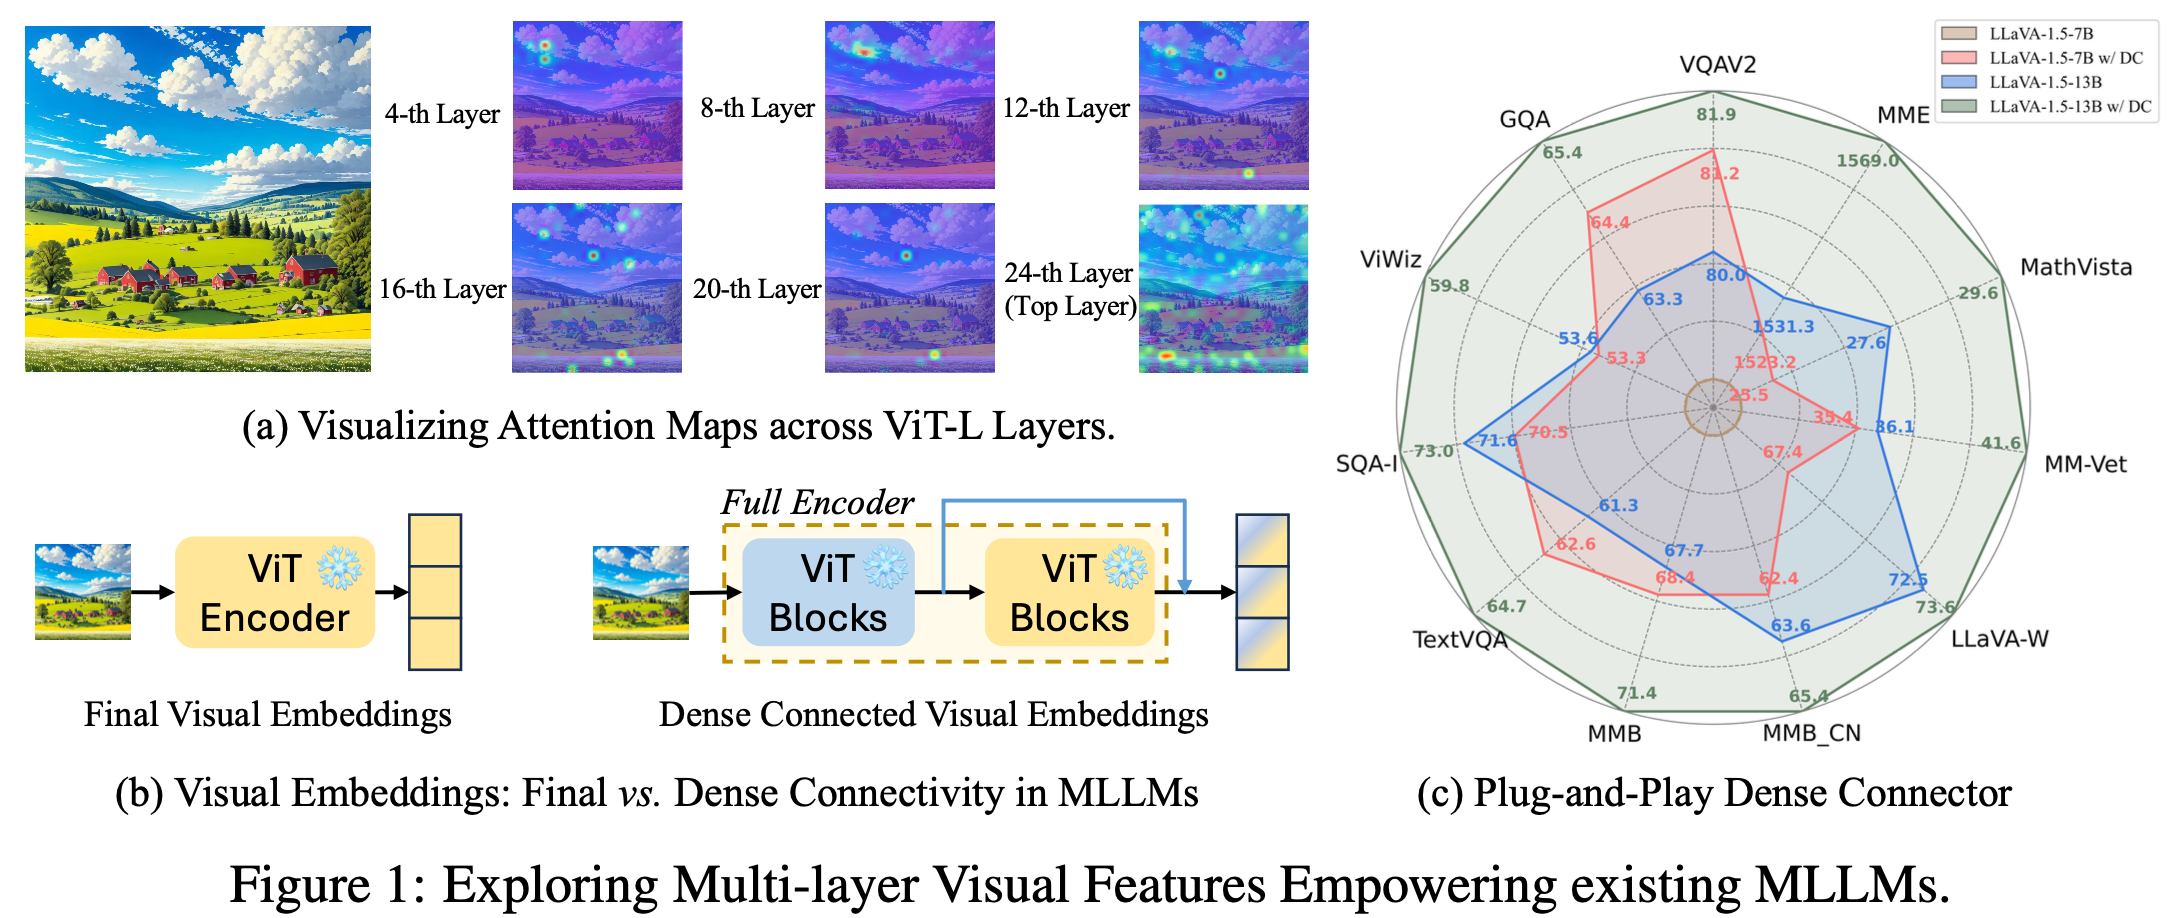 4-th Layer
8-th Layer
12-th Layer
16-th Layer
20-th Layer
24-th Layer
(Top Layer)
(a) Visualizing Attention Maps across ViT-L Layers.
ViT
Encoder
Final Visual Embeddings
Full Encoder
ViT
Blocks
ViT
Blocks
Dense Connected Visual Embeddings
(b) Visual Embeddings: Final vs. Dense Connectivity in MLLMs
LLaVA-1.5-7B
LLaVA-1.5-7B w/ DC
LLaVA-1.5-13B
LLaVA-1.5-13B w/ DC
VQAV2
81.9
81.2
80.0
MME
1569.0
1531.3
1523.2
MathVista
29.6
27.6
25.5
MM-Vet
41.6
36.1
35.4
LLaVA-W
73.6
72.5
67.4
MMB_CN
65.4
63.6
62.4
MMB
71.4
68.4
67.7
TextVQA
64.7
62.6
61.3
SQA-I
73.0
71.6
70.5
ViWiz
59.8
53.6
53.3
GQA
65.4
64.4
63.3
(c) Plug-and-Play Dense Connector
Figure 1: Exploring Multi-layer Visual Features Empowering existing MLLMs.